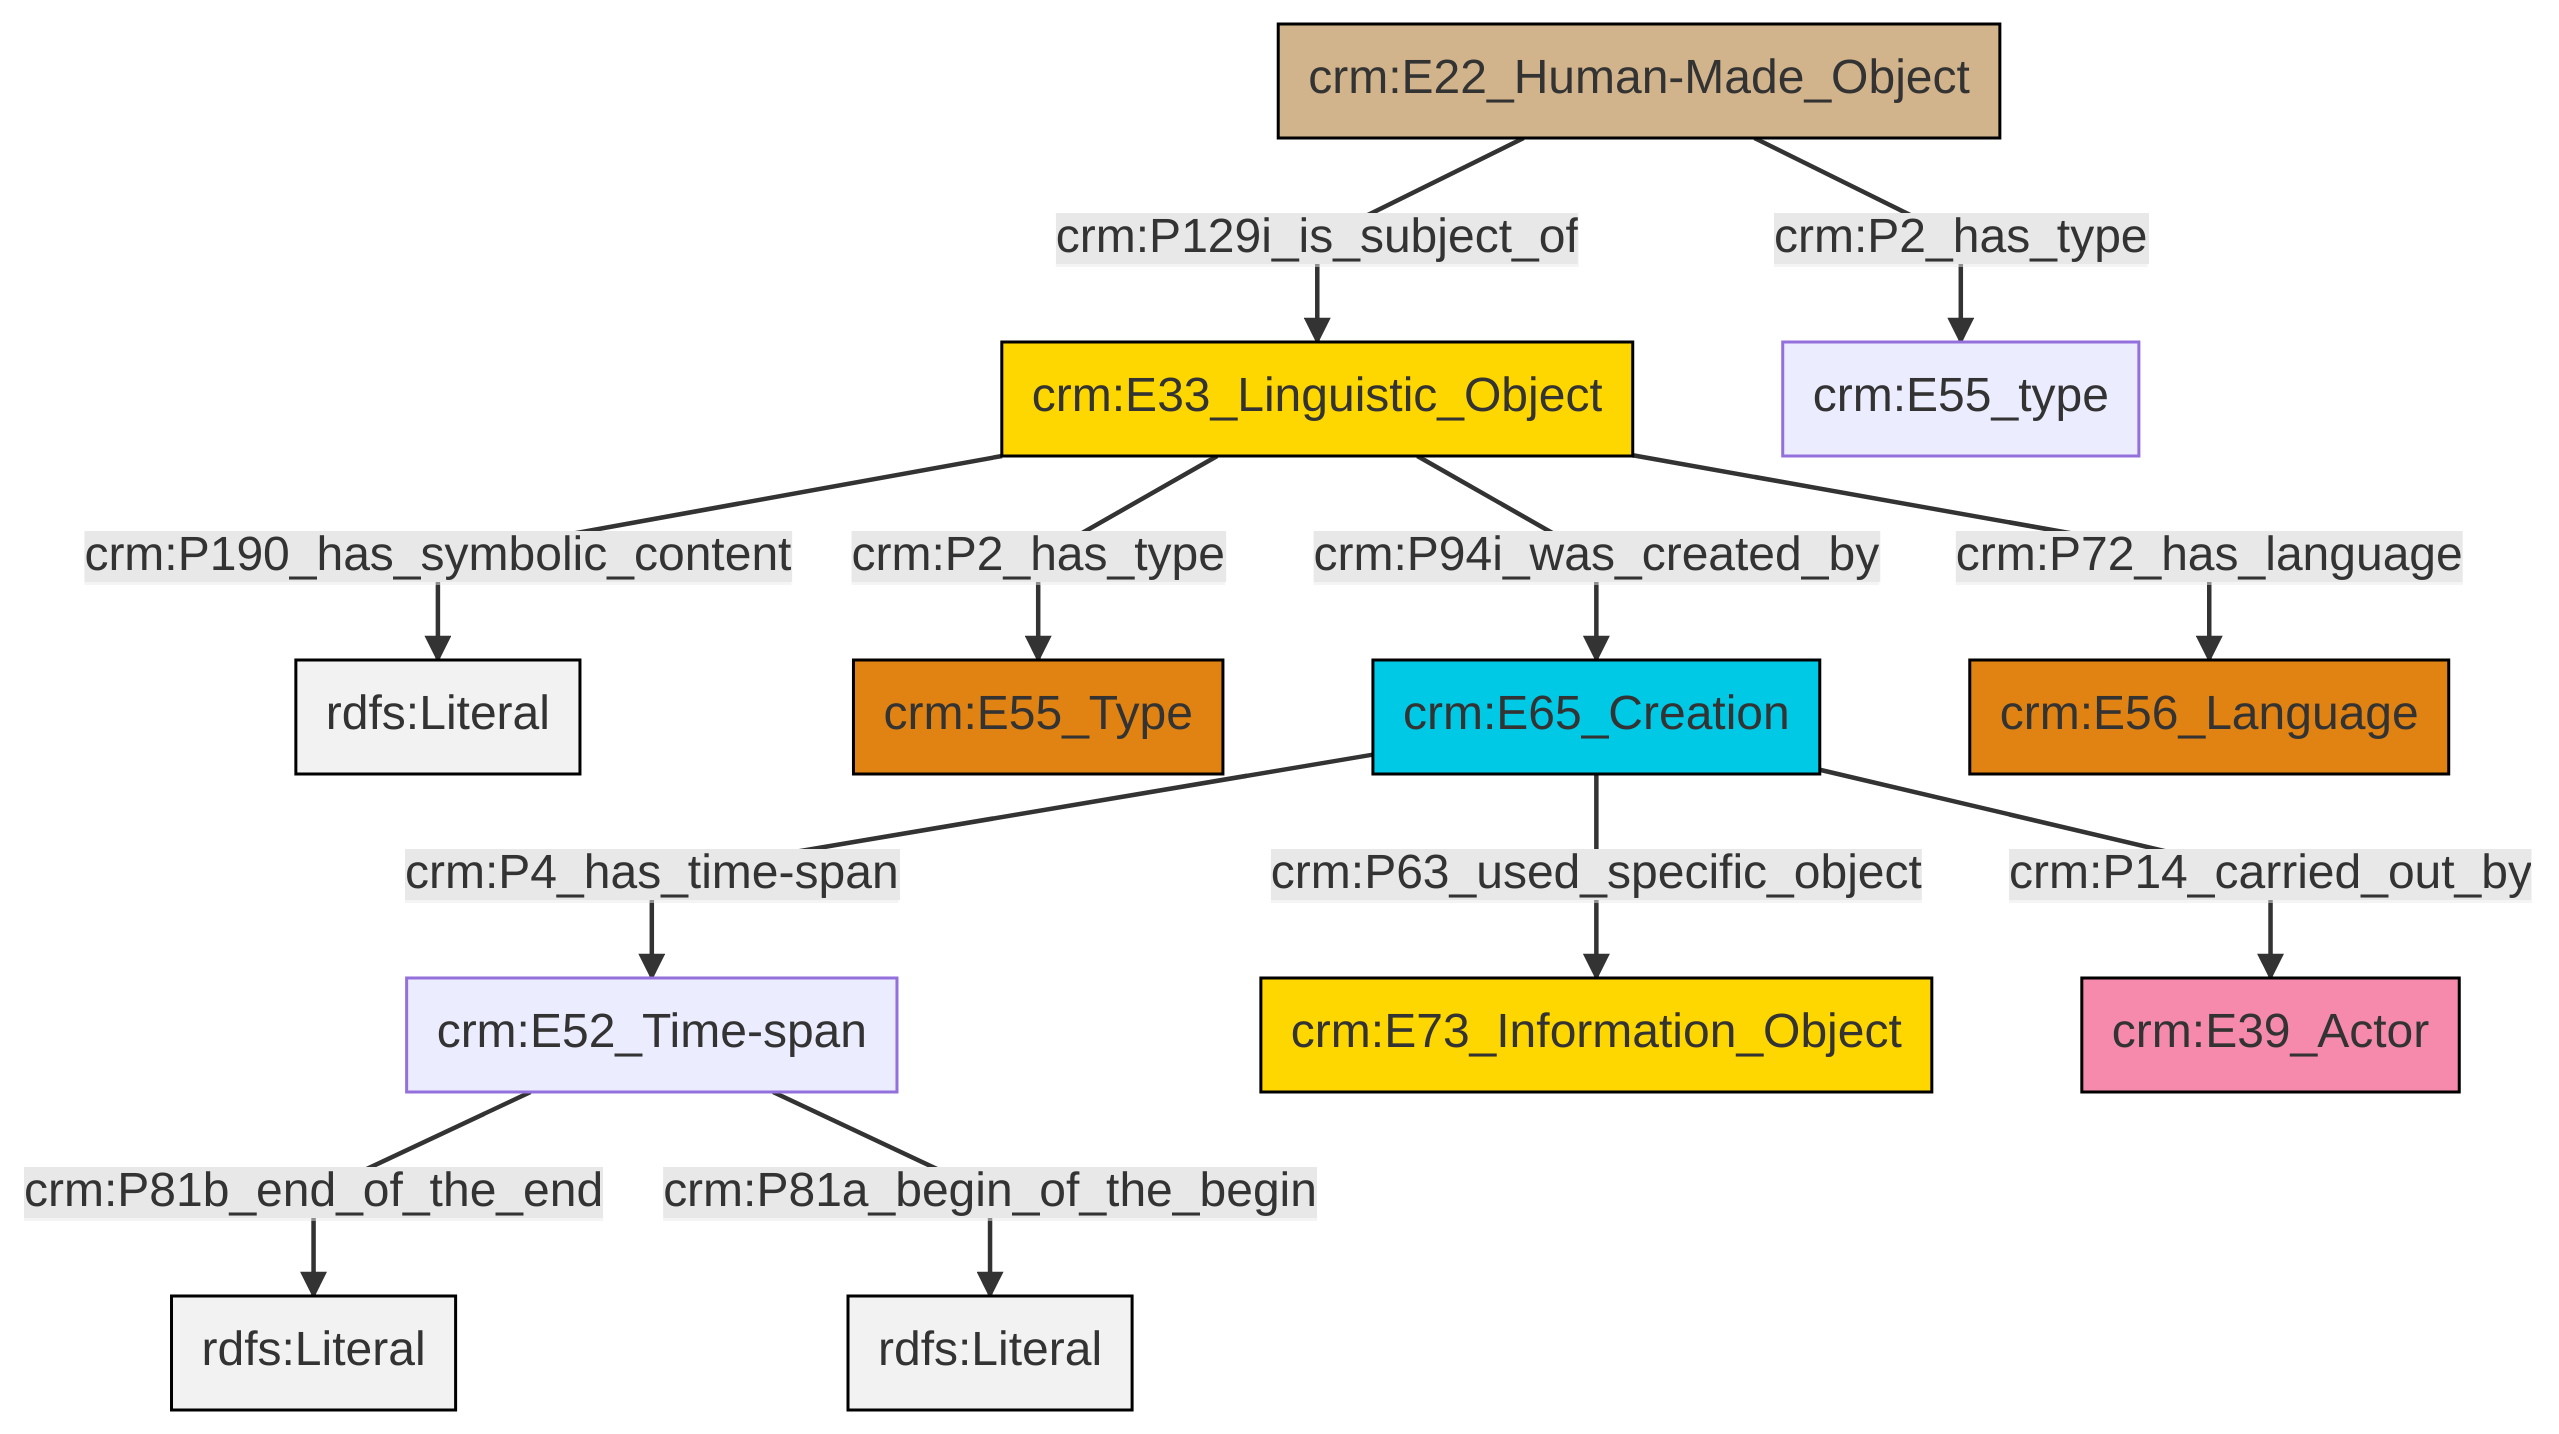 crm:E22_Human-Made_Object
crm:P129i_is_subject_of
crm:P2_has_type
crm:E33_Linguistic_Object
crm:E55_type
crm:P190_has_symbolic_content
crm:P2_has_type
crm:P94i_was_created_by
crm:P72_has_language
rdfs:Literal
crm:E55_Type
crm:E65_Creation
crm:E56_Language
crm:P4_has_time-span
crm:P63_used_specific_object
crm:P14_carried_out_by
crm:E52_Time-span
crm:E73_Information_Object
crm:E39_Actor
crm:P81b_end_of_the_end
crm:P81a_begin_of_the_begin
rdfs:Literal
rdfs:Literal